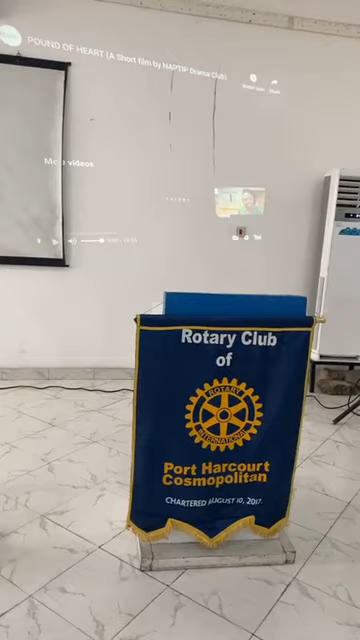 POUND OF HEART (A Short film by NAPTIP Drama Club)
Share
More videos
Rotary Club
of
ROTARY
INTERNATIONAL
Port Harcourt
Cosmopolitan
CHARTERED AUGUST 10, 2017.